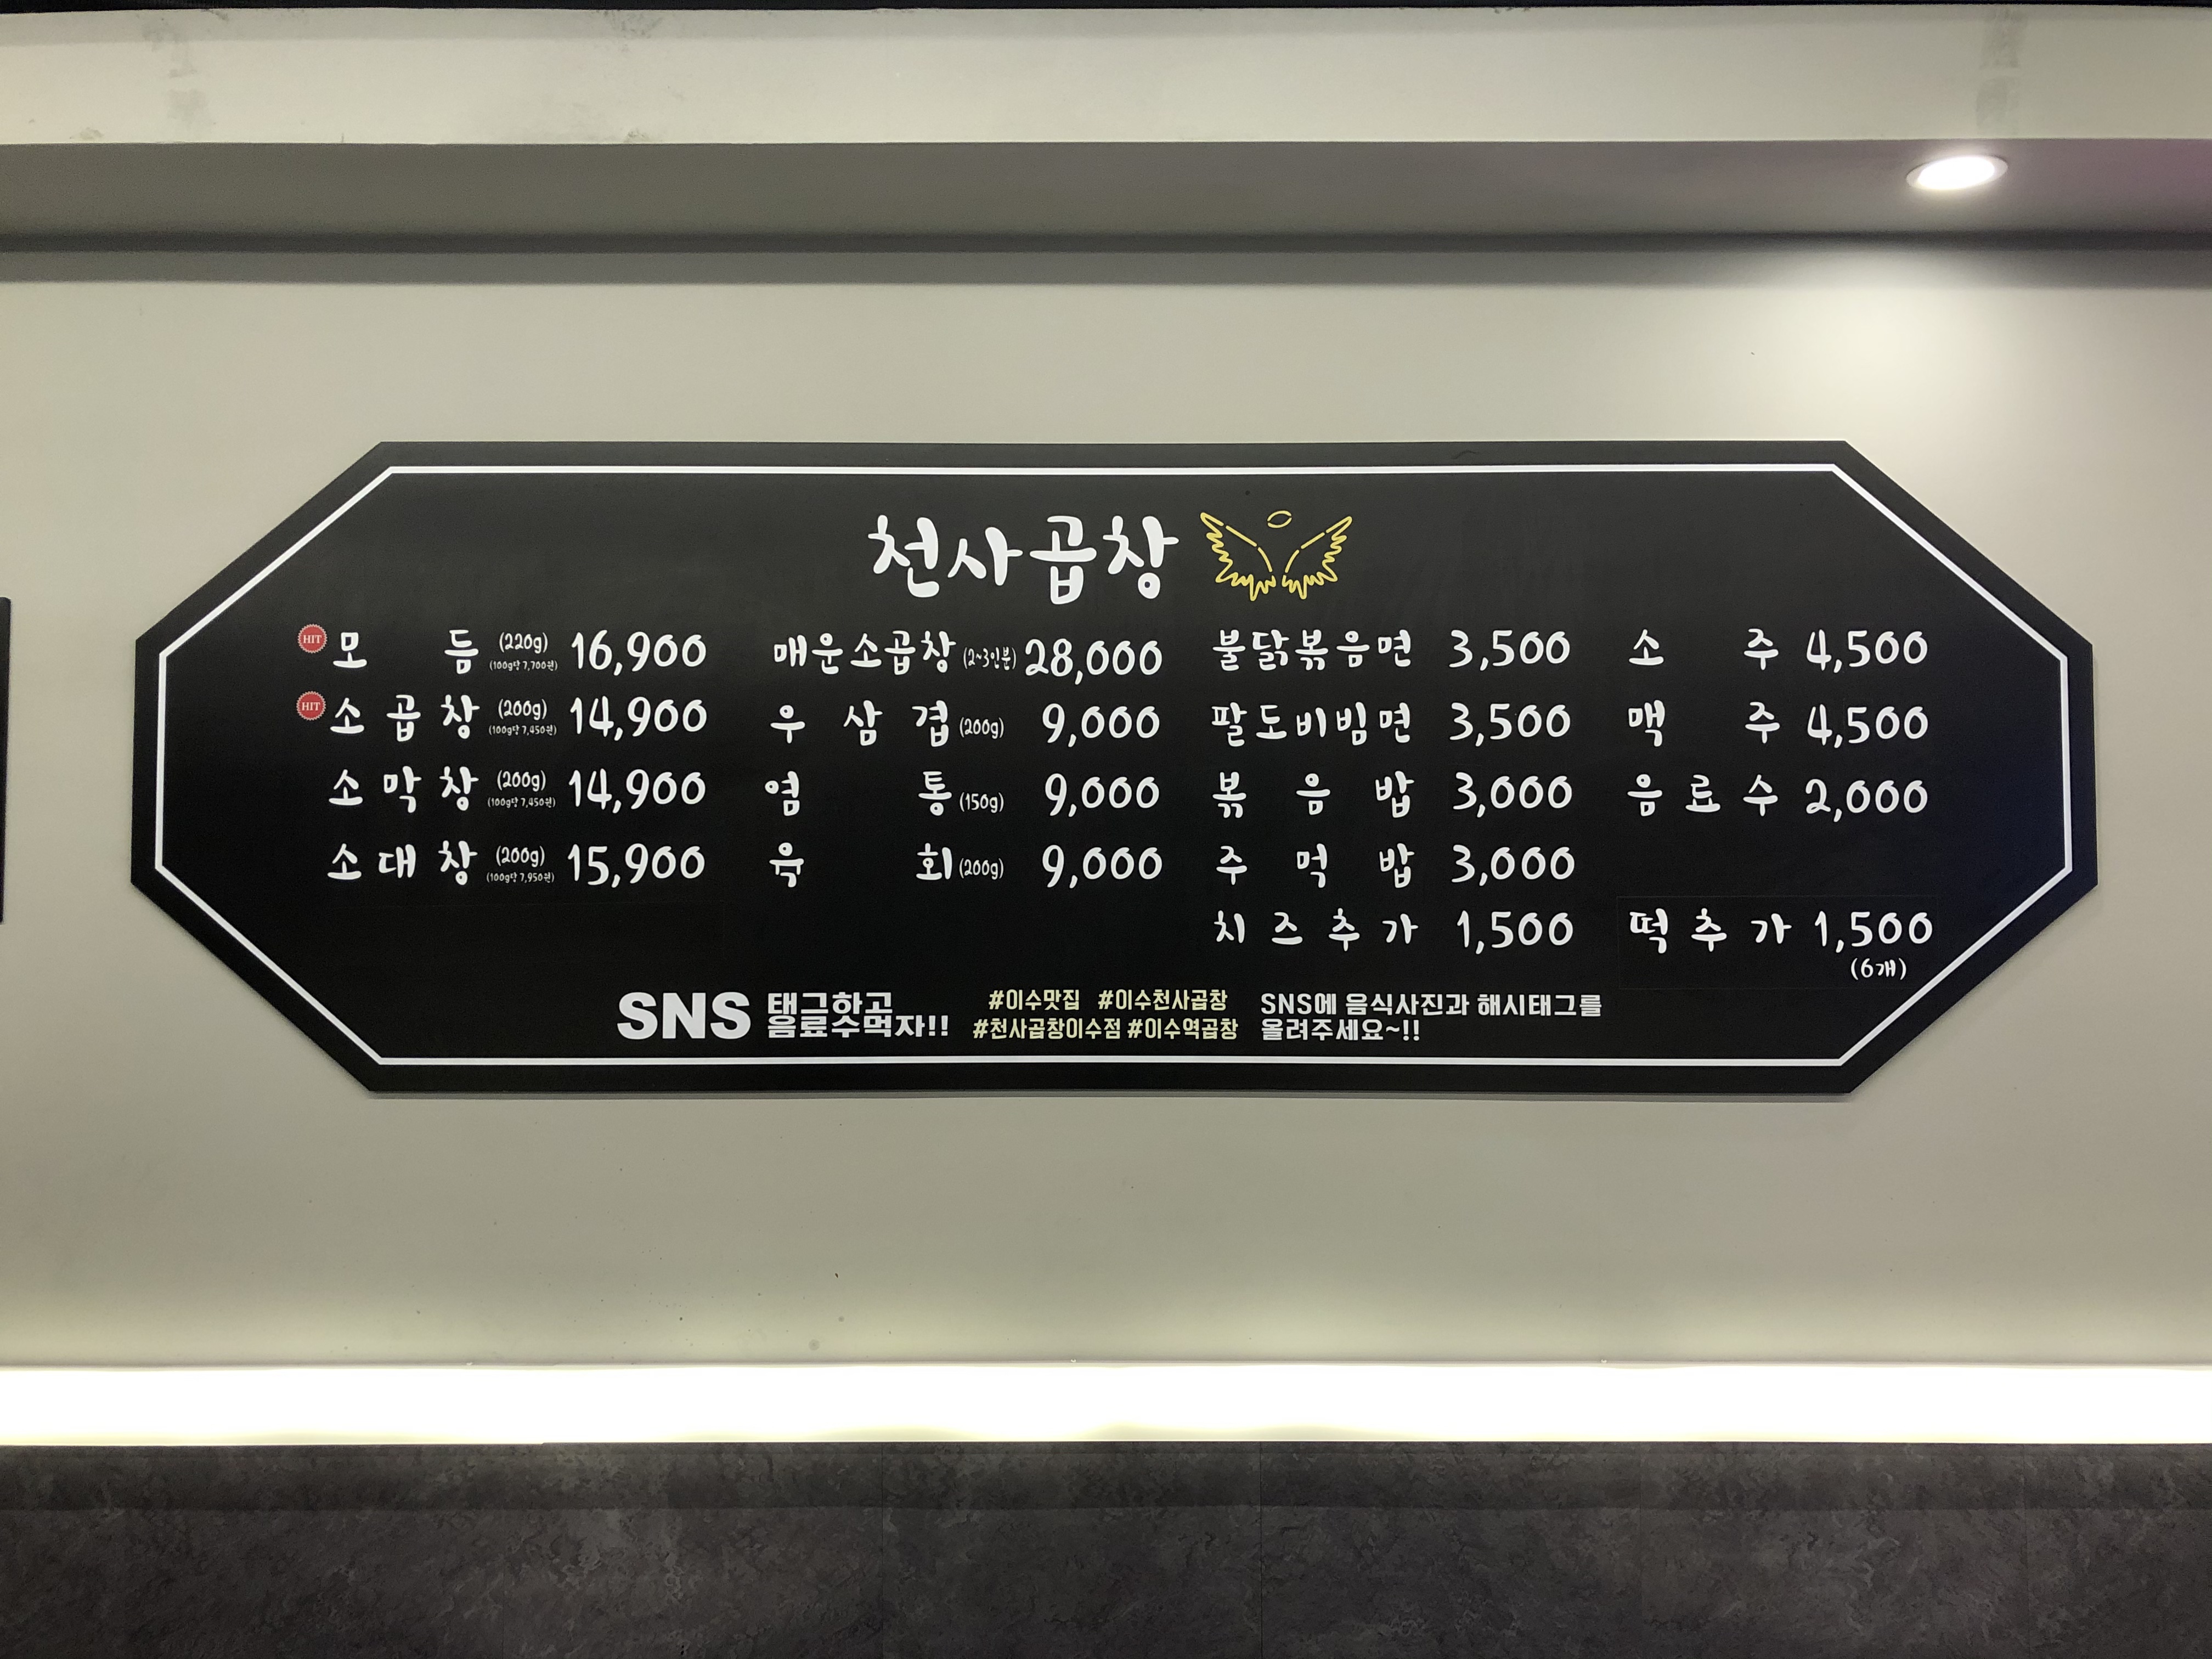 천사곱창
HIT 모듬 (220g) (100g당 7,700원) 16,900
HIT 소곱창 (200g) (100g당 7,450원) 14,900
소막창 (200g) (100g당 7,450원) 14,900
소대창 (200g) (100g당 7,950원) 15,900
매운소곱창 (2~3인분) 28,000
우삼겹 (200g) 9,000
염통 (150g) 9,000
육회 (200g) 9,000
불닭볶음면 3,500
팔도비빔면 3,500
볶음밥 3,000
주먹밥 3,000
치즈추가 1,500
소주 4,500
맥주 4,500
음료수 2,000
떡추가 1,500
(6개)
SNS 태그하고
음료수먹자!!
#이수맛집 #이수천사곱창
#천사곱창이수점 #이수역곱창
SNS에 음식사진과 해시태그를
올려주세요~!!